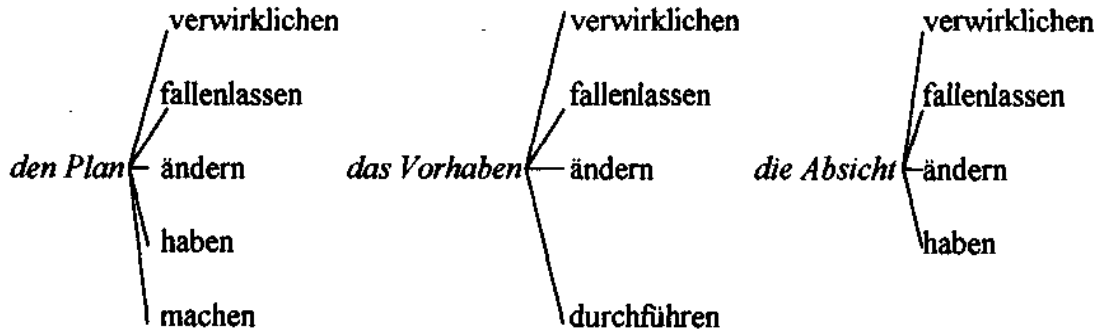 verwirklichen verwirklichen verwirklichen
fallenlassen fallenlassen fallenlassen
den Plan ändern das Vorhaben ändern die Absicht ändern
haben haben
machen durchführen